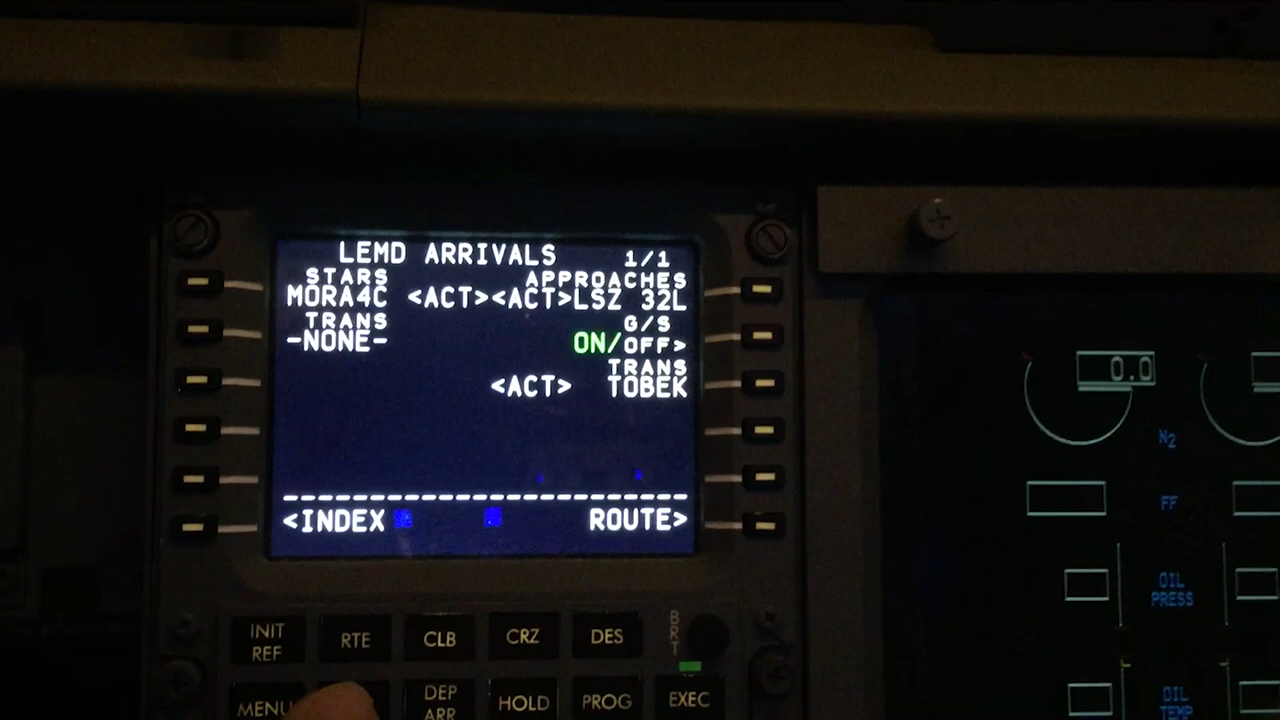 LEMD ARRIVALS 1/1
STARS APPROACHES
MORA4C <ACT><ACT>LSZ 32L
TRANS G/S
-NONE- ON/OFF>
TRANS
<ACT> TOBEK
<INDEX ROUTE>
INIT REF
RTE
CLB
CRZ
DES
BRT
MENU
DEP ARR
HOLD
PROG
EXEC
0.0
N2
FF
OIL
PRESS
OIL
TEMP